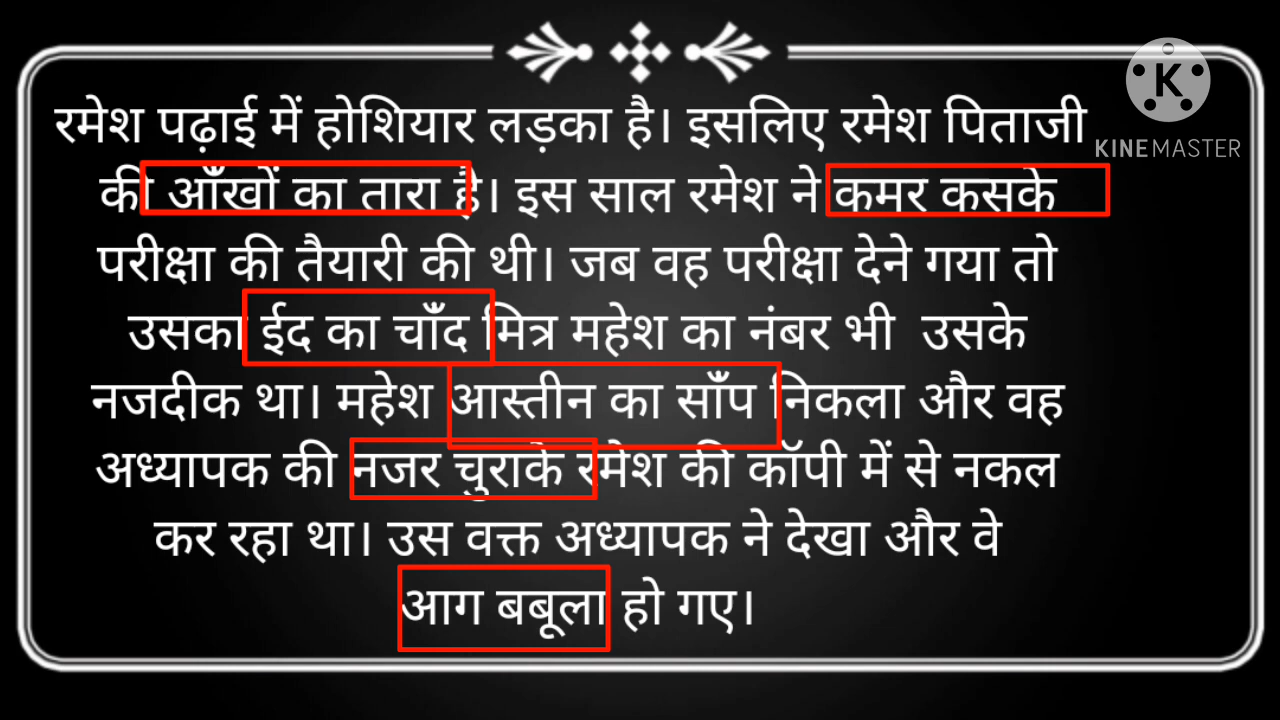 रमेश पढ़ाई में होशियार लड़का है। इसलिए रमेश पिताजी
की आँखों का तारा है। इस साल रमेश ने कमर कसके
परीक्षा की तैयारी की थी। जब वह परीक्षा देने गया तो
उसका ईद का चाँद मित्र महेश का नंबर भी  उसके
नजदीक था। महेश आस्तीन का साँप निकला और वह
अध्यापक की नजर चुराके रमेश की कॉपी में से नकल
कर रहा था। उस वक्त अध्यापक ने देखा और वे
आग बबूला हो गए।
K
KINEMASTER